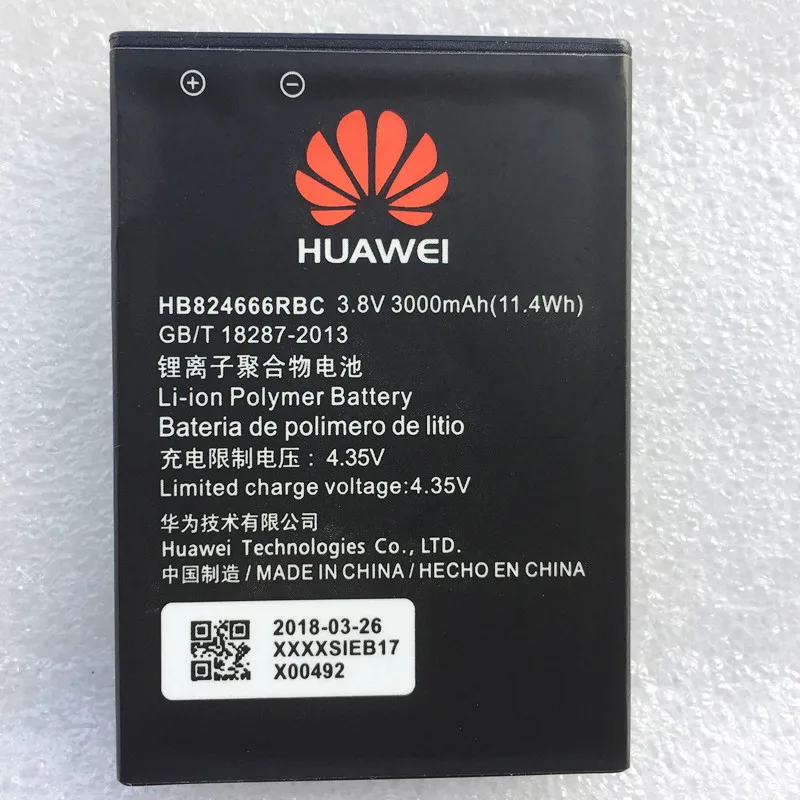 + −
HUAWEI
HB824666RBC 3.8V 3000mAh(11.4Wh)
GB/T 18287-2013
锂离子聚合物电池
Li-ion Polymer Battery
Bateria de polimero de litio
充电限制电压：4.35V
Limited charge voltage:4.35V
华为技术有限公司
Huawei Technologies Co., LTD.
中国制造/MADE IN CHINA/HECHO EN CHINA
2018-03-26
XXXXSIEB17
X00492